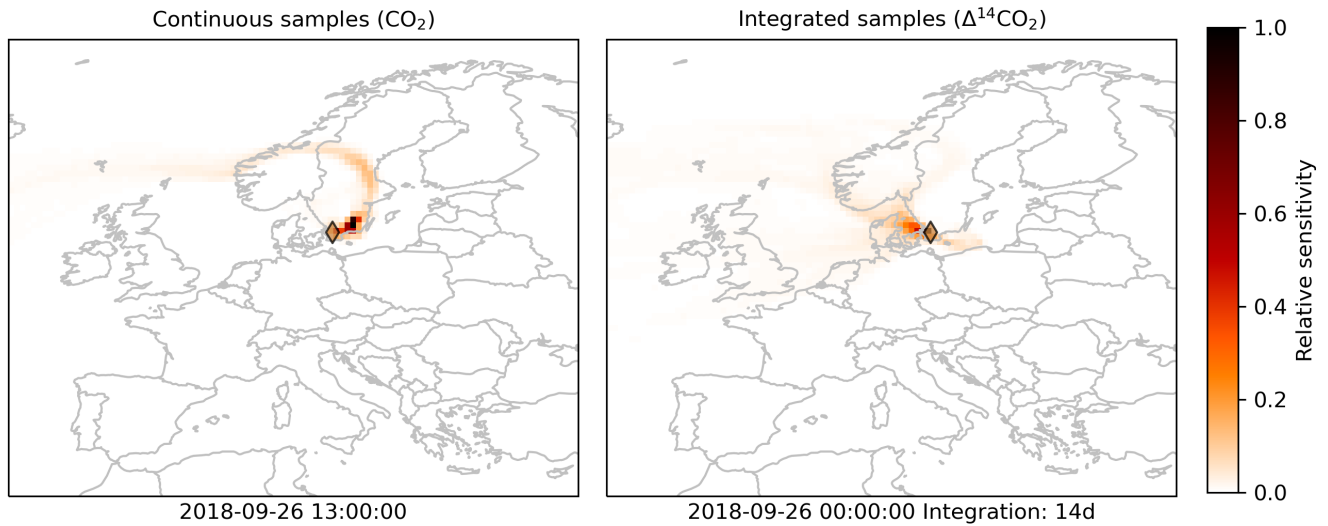 Continuous samples (CO₂)
Integrated samples (Δ¹⁴CO₂)
1.0
0.8
0.6
0.4
0.2
0.0
Relative sensitivity
2018-09-26 13:00:00
2018-09-26 00:00:00 Integration: 14d